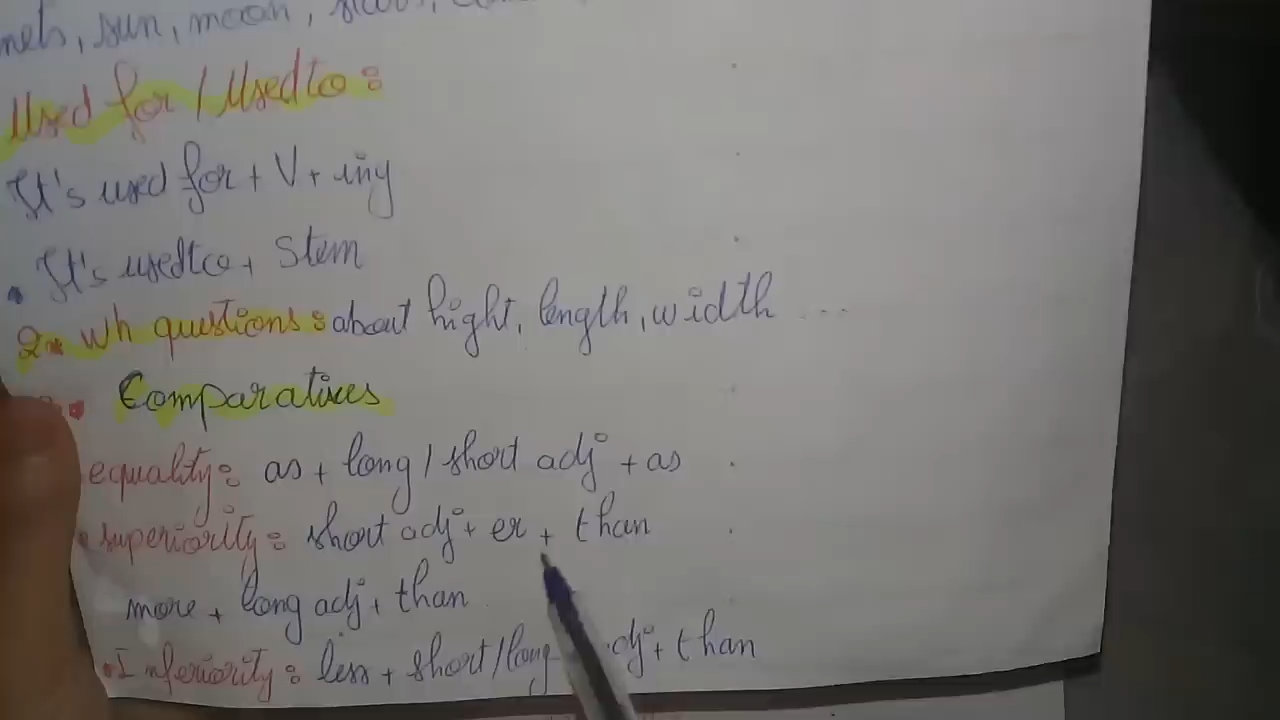 sun, moon,
Used for / Used to :
It's used for + V + ing
• It's used to + Stem
2. Wh questions : about hight, length, width ...
Comparatives
equality : as + long / short adj + as
superiority : short adj + er + than
more + long adj + than
• Inferiority : less + short/long adj + than